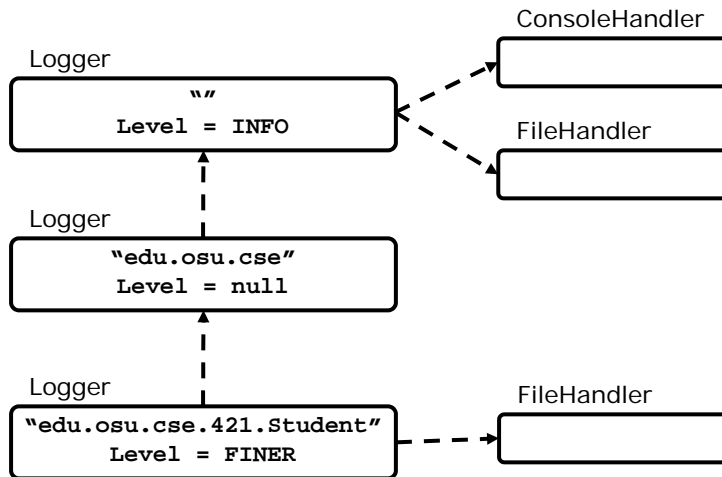 ConsoleHandler
Logger
“”
Level = INFO
FileHandler
Logger
“edu.osu.cse”
Level = null
Logger
“edu.osu.cse.421.Student”
Level = FINER
FileHandler